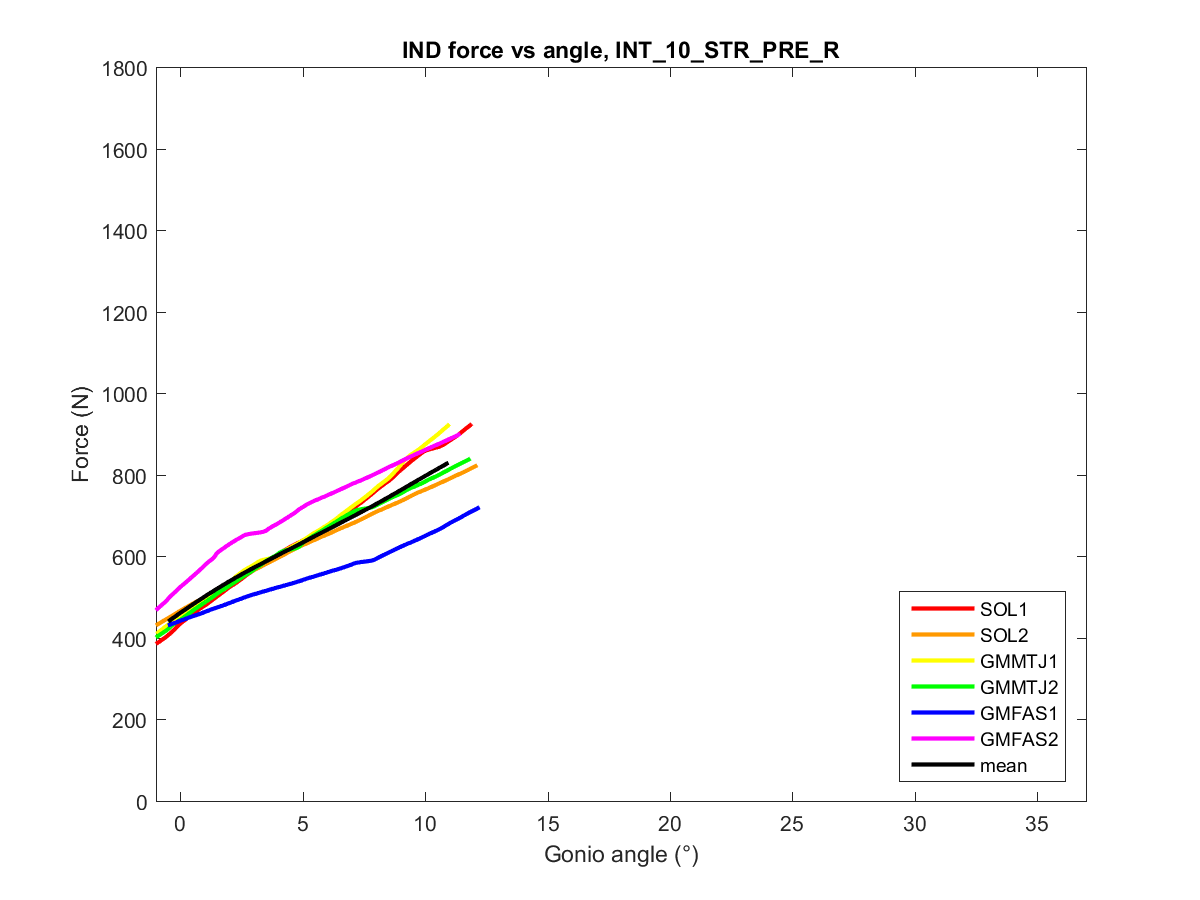 IND force vs angle, INT_10_STR_PRE_R
1800
1600
1400
1200
1000
800
600
400
200
0
Force (N)
0 5 10 15 20 25 30 35
Gonio angle (°)
SOL1
SOL2
GMMTJ1
GMMTJ2
GMFAS1
GMFAS2
mean